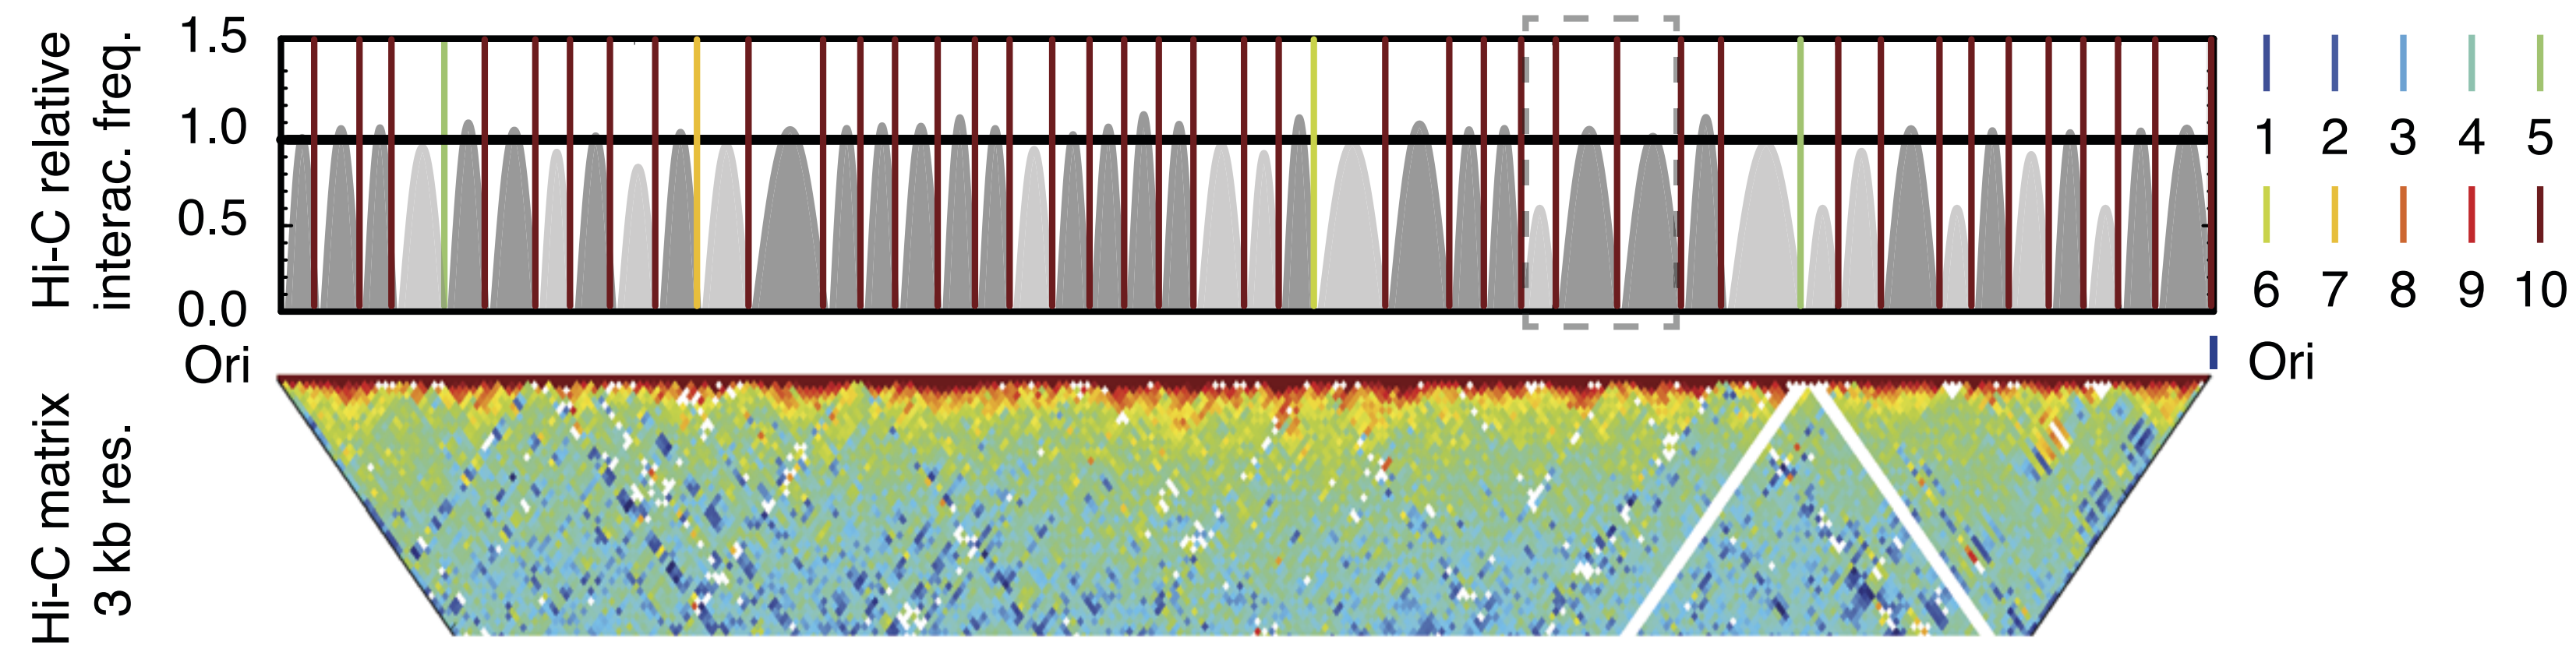 Hi-C relative
interac. freq.
1.5
1.0
0.5
0.0
1 2 3 4 5
6 7 8 9 10
Ori
Ori
Hi-C matrix
3 kb res.